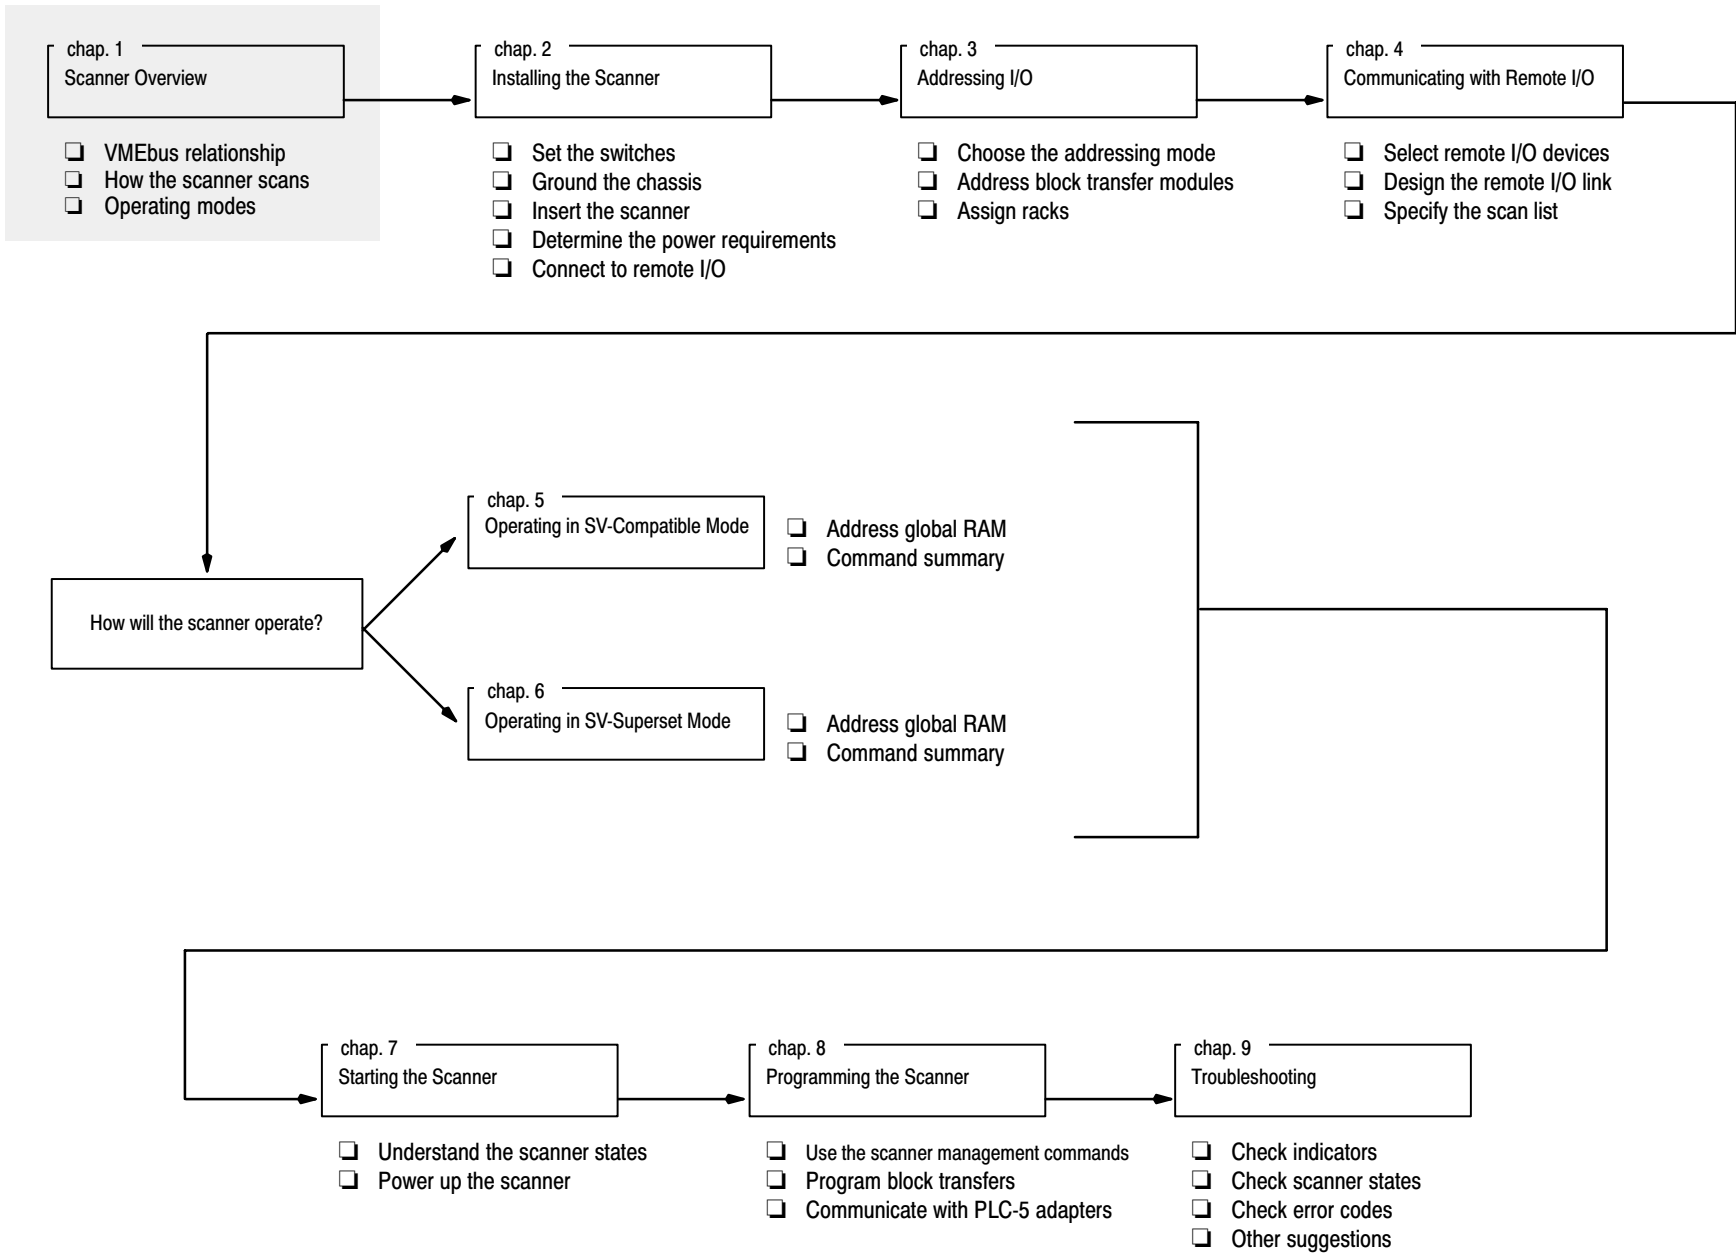 chap. 1
Scanner Overview
❏ VMEbus relationship
❏ How the scanner scans
❏ Operating modes
chap. 2
Installing the Scanner
❏ Set the switches
❏ Ground the chassis
❏ Insert the scanner
❏ Determine the power requirements
❏ Connect to remote I/O
chap. 3
Addressing I/O
❏ Choose the addressing mode
❏ Address block transfer modules
❏ Assign racks
chap. 4
Communicating with Remote I/O
❏ Select remote I/O devices
❏ Design the remote I/O link
❏ Specify the scan list
How will the scanner operate?
chap. 5
Operating in SV-Compatible Mode
❏ Address global RAM
❏ Command summary
chap. 6
Operating in SV-Superset Mode
❏ Address global RAM
❏ Command summary
chap. 7
Starting the Scanner
❏ Understand the scanner states
❏ Power up the scanner
chap. 8
Programming the Scanner
❏ Use the scanner management commands
❏ Program block transfers
❏ Communicate with PLC-5 adapters
chap. 9
Troubleshooting
❏ Check indicators
❏ Check scanner states
❏ Check error codes
❏ Other suggestions